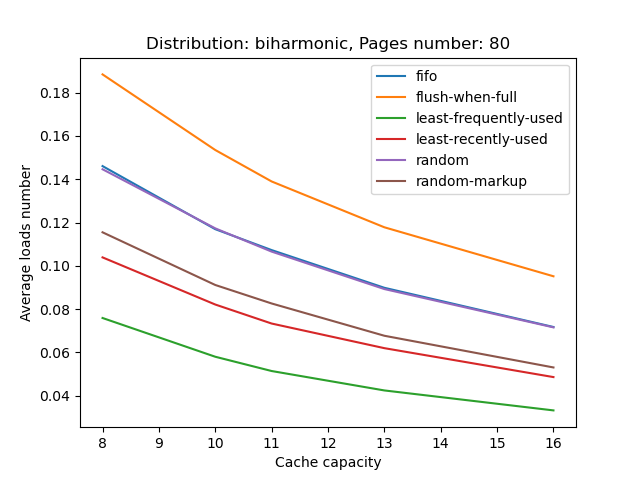 Distribution: biharmonic, Pages number: 80
fifo
flush-when-full
least-frequently-used
least-recently-used
random
random-markup
Average loads number
0.18
0.16
0.14
0.12
0.10
0.08
0.06
0.04
8 9 10 11 12 13 14 15 16
Cache capacity